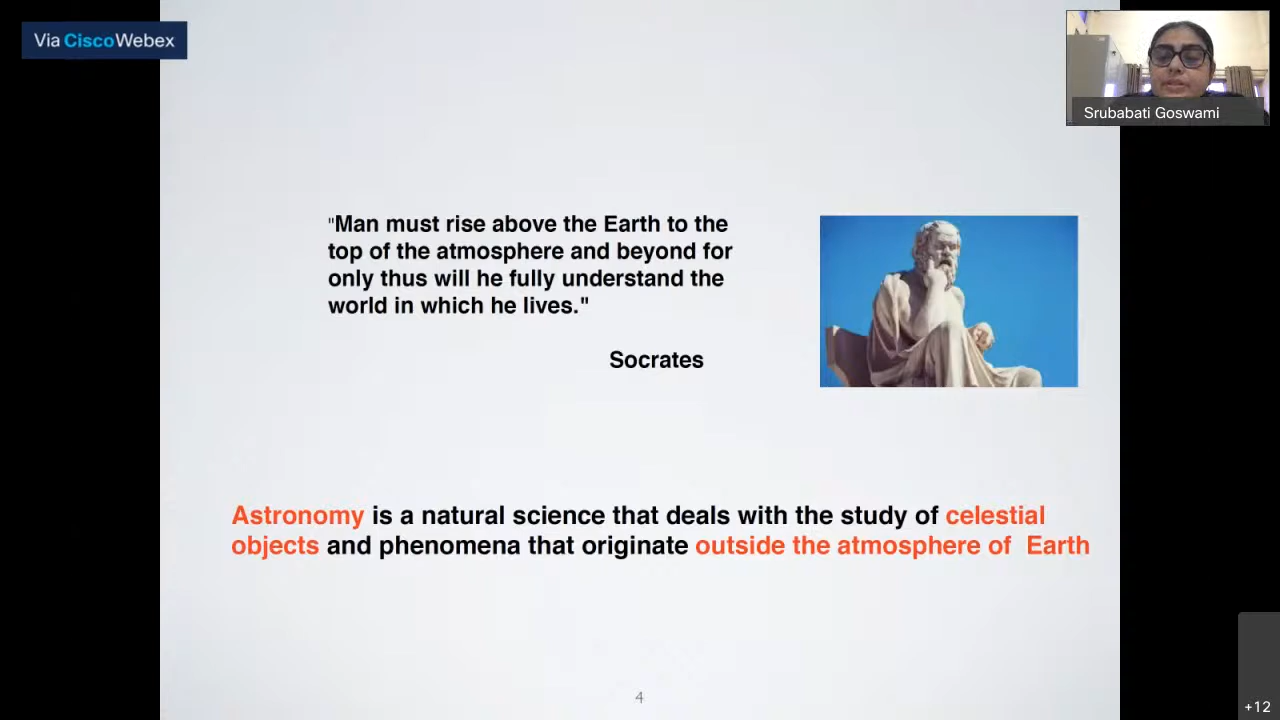 Via CiscoWebex
Srubabati Goswami
"Man must rise above the Earth to the
top of the atmosphere and beyond for
only thus will he fully understand the
world in which he lives."
Socrates
Astronomy is a natural science that deals with the study of celestial
objects and phenomena that originate outside the atmosphere of Earth
4
+12